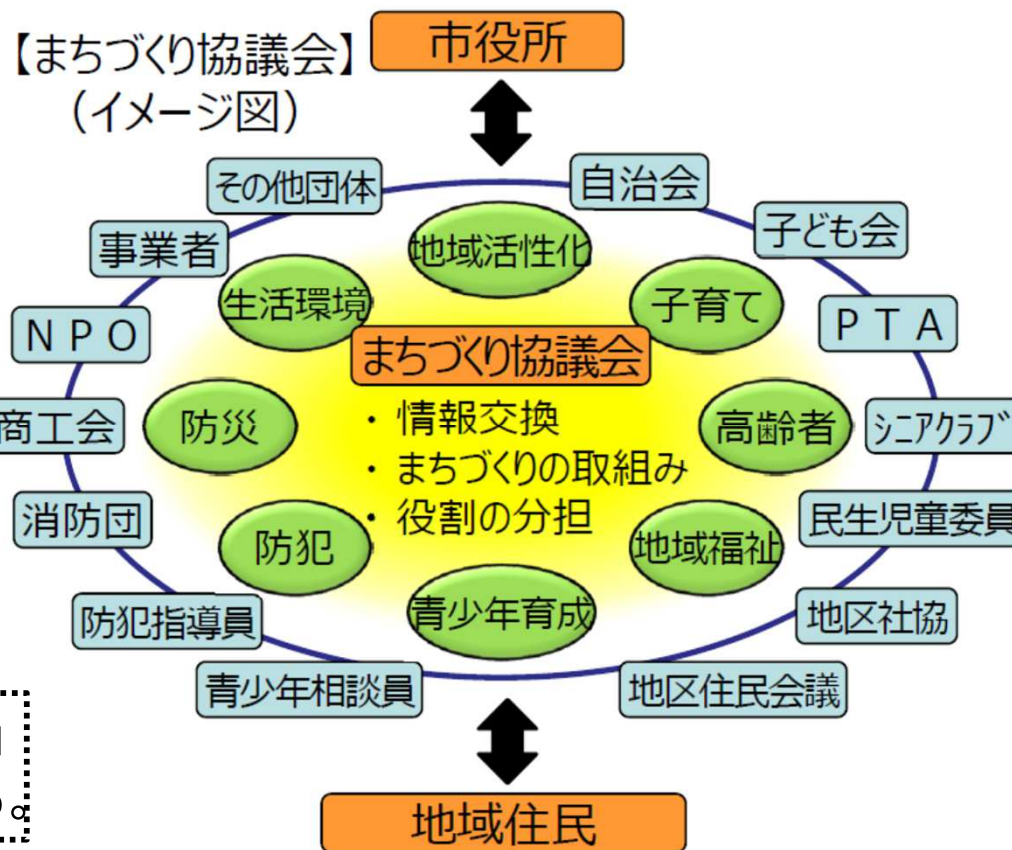 【まちづくり協議会】
（イメージ図）
市役所
その他団体
自治会
事業者
子ども会
地域活性化
生活環境
子育て
NPO
PTA
まちづくり協議会
商工会
防災
・ 情報交換
・ まちづくりの取組み
・ 役割の分担
高齢者
シニアクラブ
消防団
防犯
地域福祉
民生児童委員
青少年育成
防犯指導員
地区社協
青少年相談員
地区住民会議
地域住民